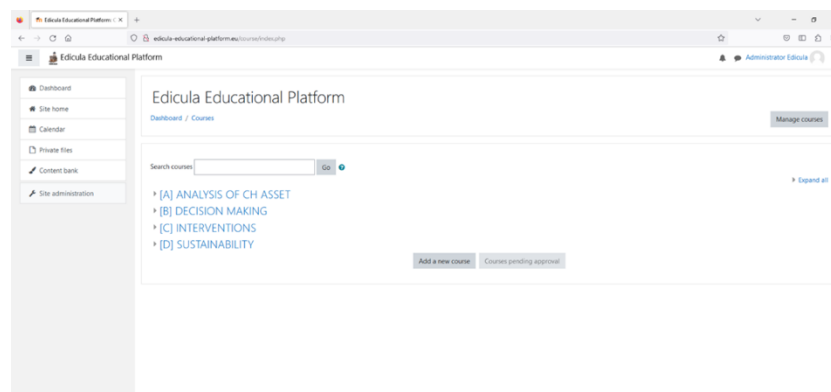 Edicula Educational Platform: C
edicula-educational-platform.eu/course/index.php
Edicula Educational Platform
Administrator Edicula
Dashboard
Site home
Calendar
Private files
Content bank
Site administration
Edicula Educational Platform
Dashboard / Courses
Manage courses
Search courses
Go
Expand all
[A] ANALYSIS OF CH ASSET
[B] DECISION MAKING
[C] INTERVENTIONS
[D] SUSTAINABILITY
Add a new course
Courses pending approval